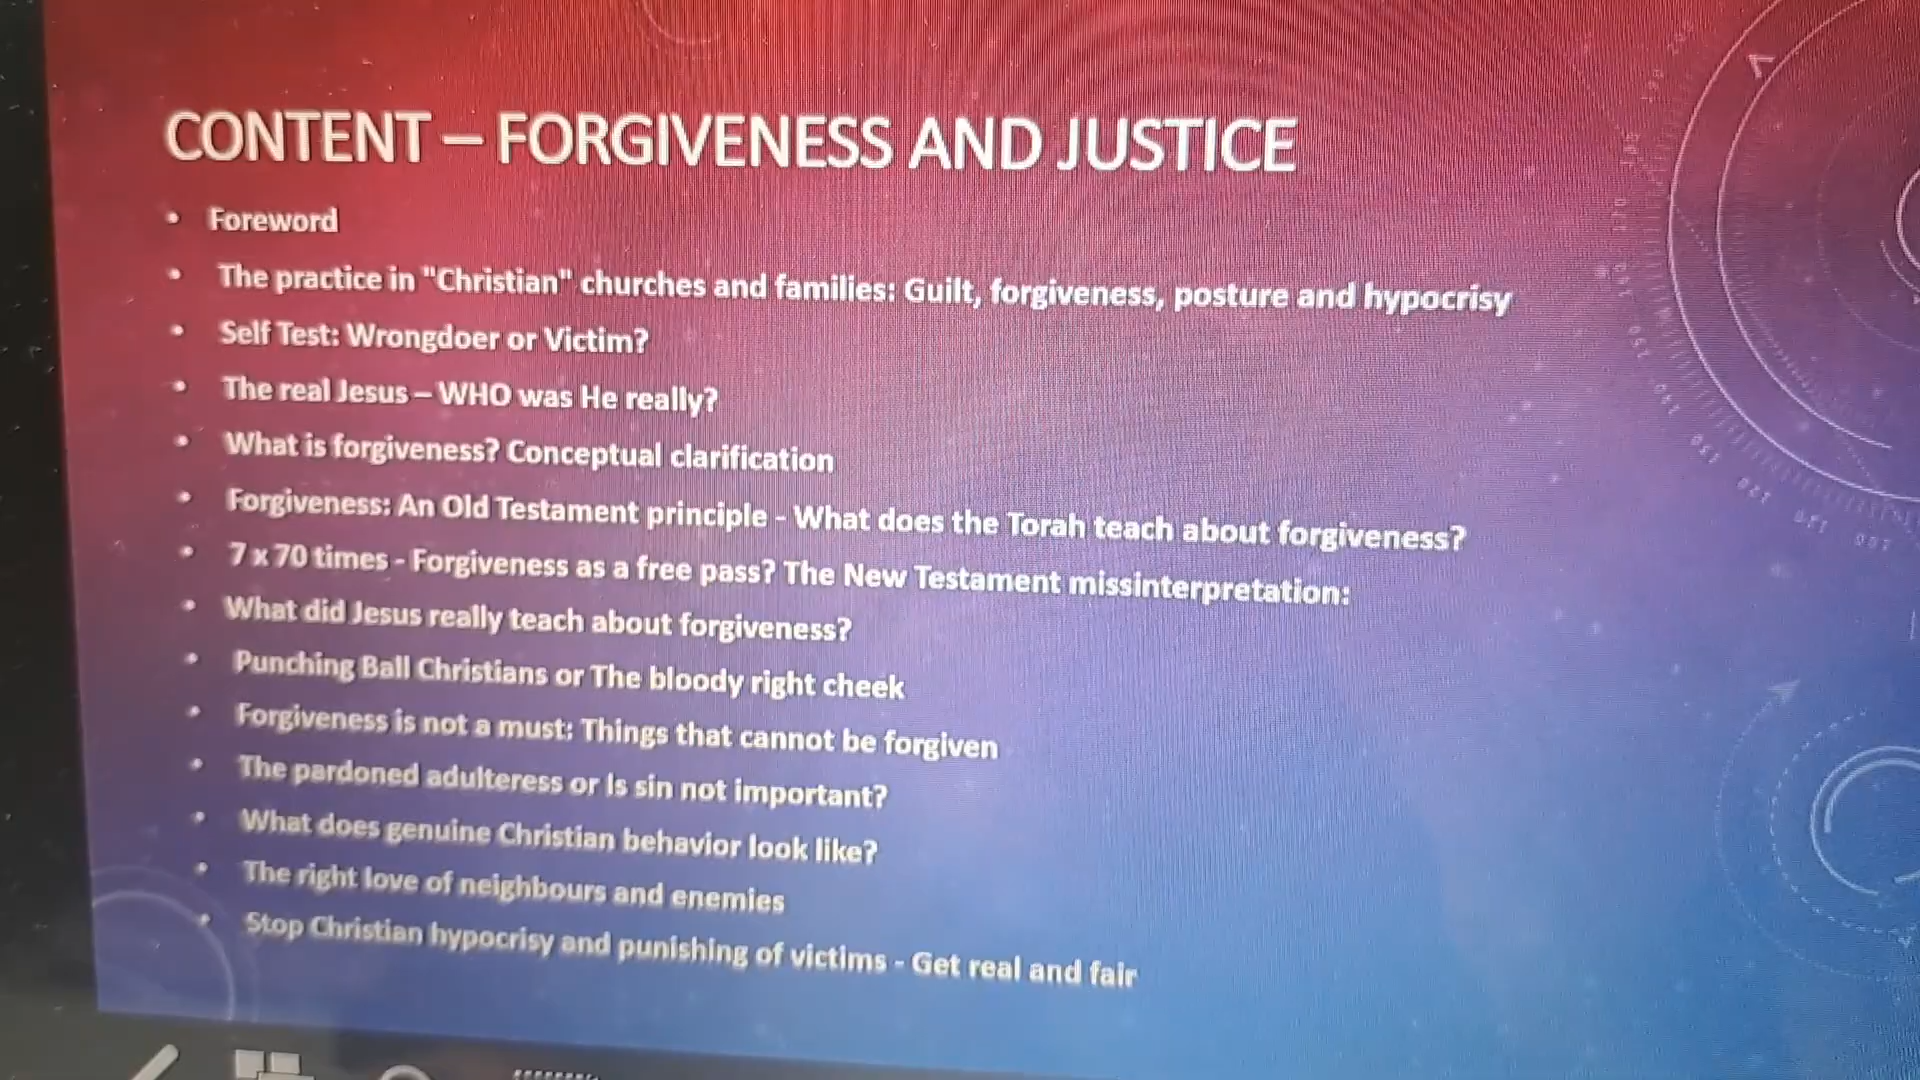 CONTENT – FORGIVENESS AND JUSTICE
• Foreword
• The practice in "Christian" churches and families: Guilt, forgiveness, posture and hypocrisy
• Self Test: Wrongdoer or Victim?
• The real Jesus – WHO was He really?
• What is forgiveness? Conceptual clarification
• Forgiveness: An Old Testament principle - What does the Torah teach about forgiveness?
• 7 x 70 times - Forgiveness as a free pass? The New Testament missinterpretation:
• What did Jesus really teach about forgiveness?
• Punching Ball Christians or The bloody right cheek
• Forgiveness is not a must: Things that cannot be forgiven
• The pardoned adulteress or Is sin not important?
• What does genuine Christian behavior look like?
• The right love of neighbours and enemies
• Stop Christian hypocrisy and punishing of victims - Get real and fair